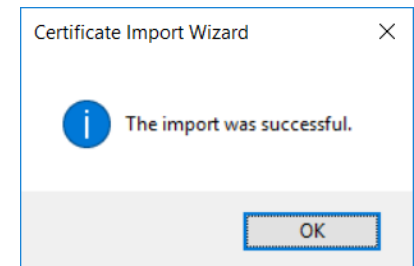 Certificate Import Wizard
The import was successful.
OK